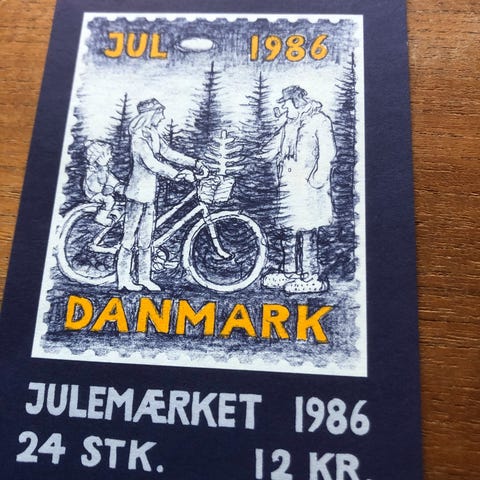 JUL 1986
DANMARK
JULEMÆRKET 1986
24 STK. 12 KR.